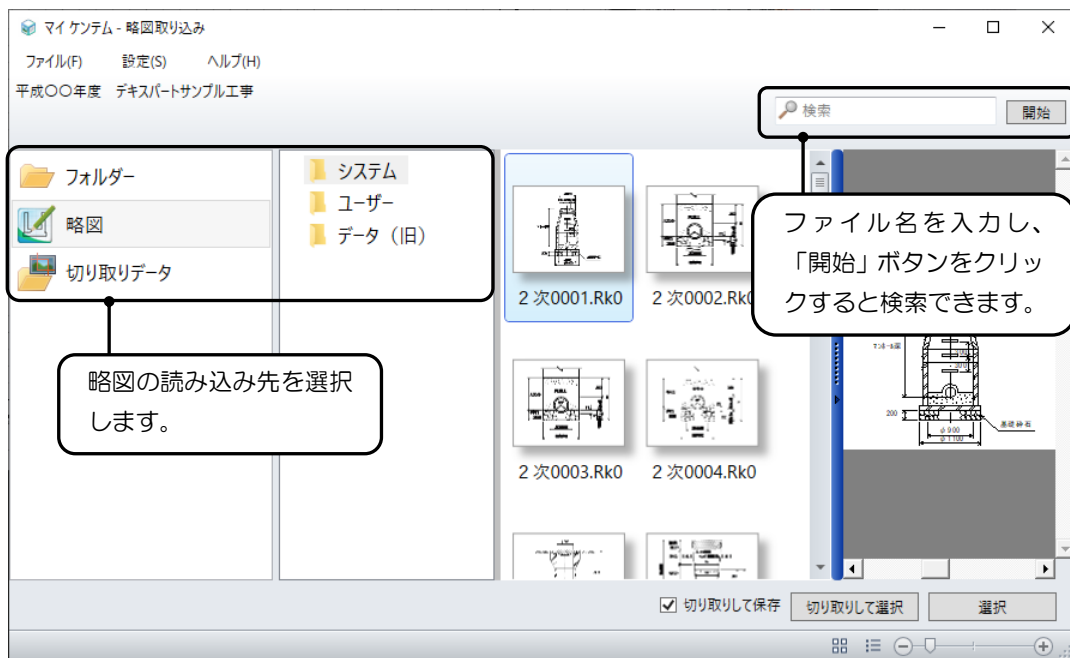 マイ ケンテム - 略図取り込み
ファイル(F) 設定(S) ヘルプ(H)
平成〇〇年度 デキスパートサンプル工事
検索
開始
フォルダー
略図
切り取りデータ
システム
ユーザー
データ（旧）
2次0001.Rk0
2次0002.Rk0
2次0003.Rk0
2次0004.Rk0
ファイル名を入力し、
「開始」ボタンをクリッ
クすると検索できます。
略図の読み込み先を選択
します。
200
基礎砕石
φ900
φ1100
切り取りして保存
切り取りして選択
選択